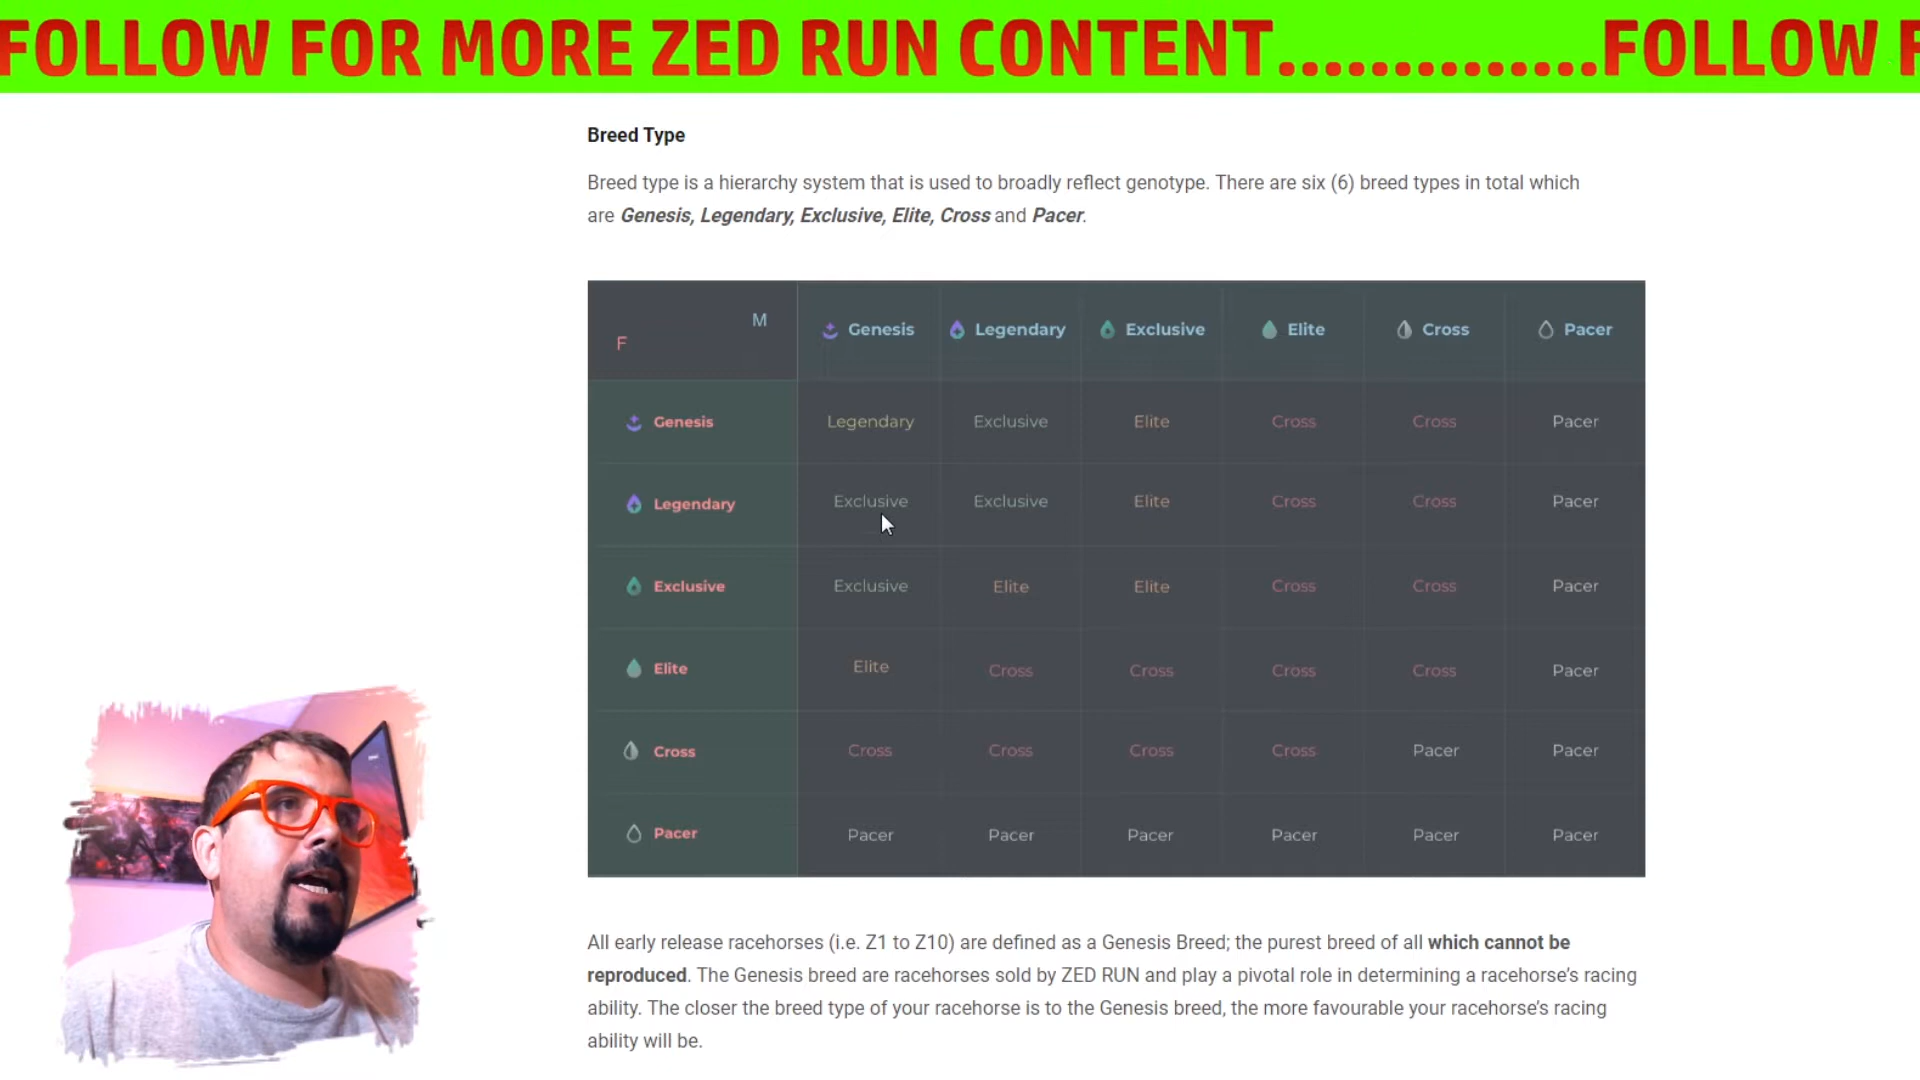 FOLLOW FOR MORE ZED RUN CONTENT..............FOLLOW F
Breed Type
Breed type is a hierarchy system that is used to broadly reflect genotype. There are six (6) breed types in total which
are Genesis, Legendary, Exclusive, Elite, Cross and Pacer.
F M Genesis Legendary Exclusive Elite Cross Pacer
Genesis Legendary Exclusive Elite Cross Cross Pacer
Legendary Exclusive Exclusive Elite Cross Cross Pacer
Exclusive Exclusive Elite Elite Cross Cross Pacer
Elite Elite Cross Cross Cross Cross Pacer
Cross Cross Cross Cross Cross Pacer Pacer
Pacer Pacer Pacer Pacer Pacer Pacer Pacer
All early release racehorses (i.e. Z1 to Z10) are defined as a Genesis Breed; the purest breed of all which cannot be
reproduced. The Genesis breed are racehorses sold by ZED RUN and play a pivotal role in determining a racehorse’s racing
ability. The closer the breed type of your racehorse is to the Genesis breed, the more favourable your racehorse’s racing
ability will be.